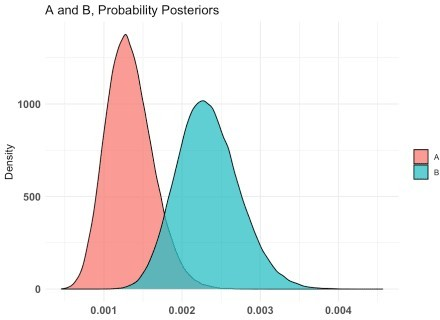 A and B, Probability Posteriors
Density
1000
500
0
0.001 0.002 0.003 0.004
A
B